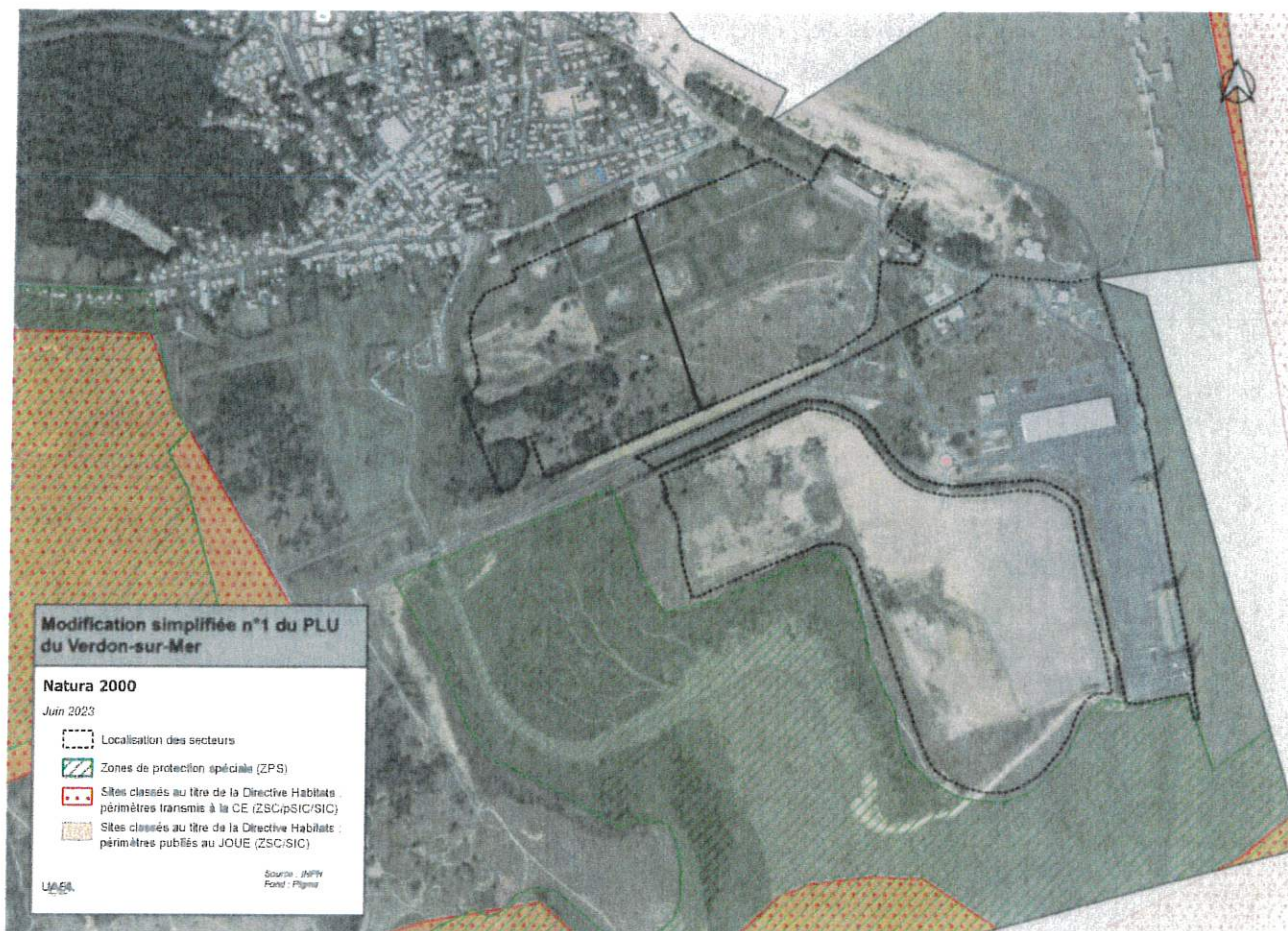 Modification simplifiée n°1 du PLU
du Verdon-sur-Mer
Natura 2000
Juin 2023
Localisation des secteurs
Zones de protection spéciale (ZPS)
Sites classés au titre de la Directive Habitats :
périmètres transmis à la CE (ZSC/pSIC/SIC)
Sites classés au titre de la Directive Habitats :
périmètres publiés au JOUE (ZSC/SIC)
Source : INPN
Fond : Pigma